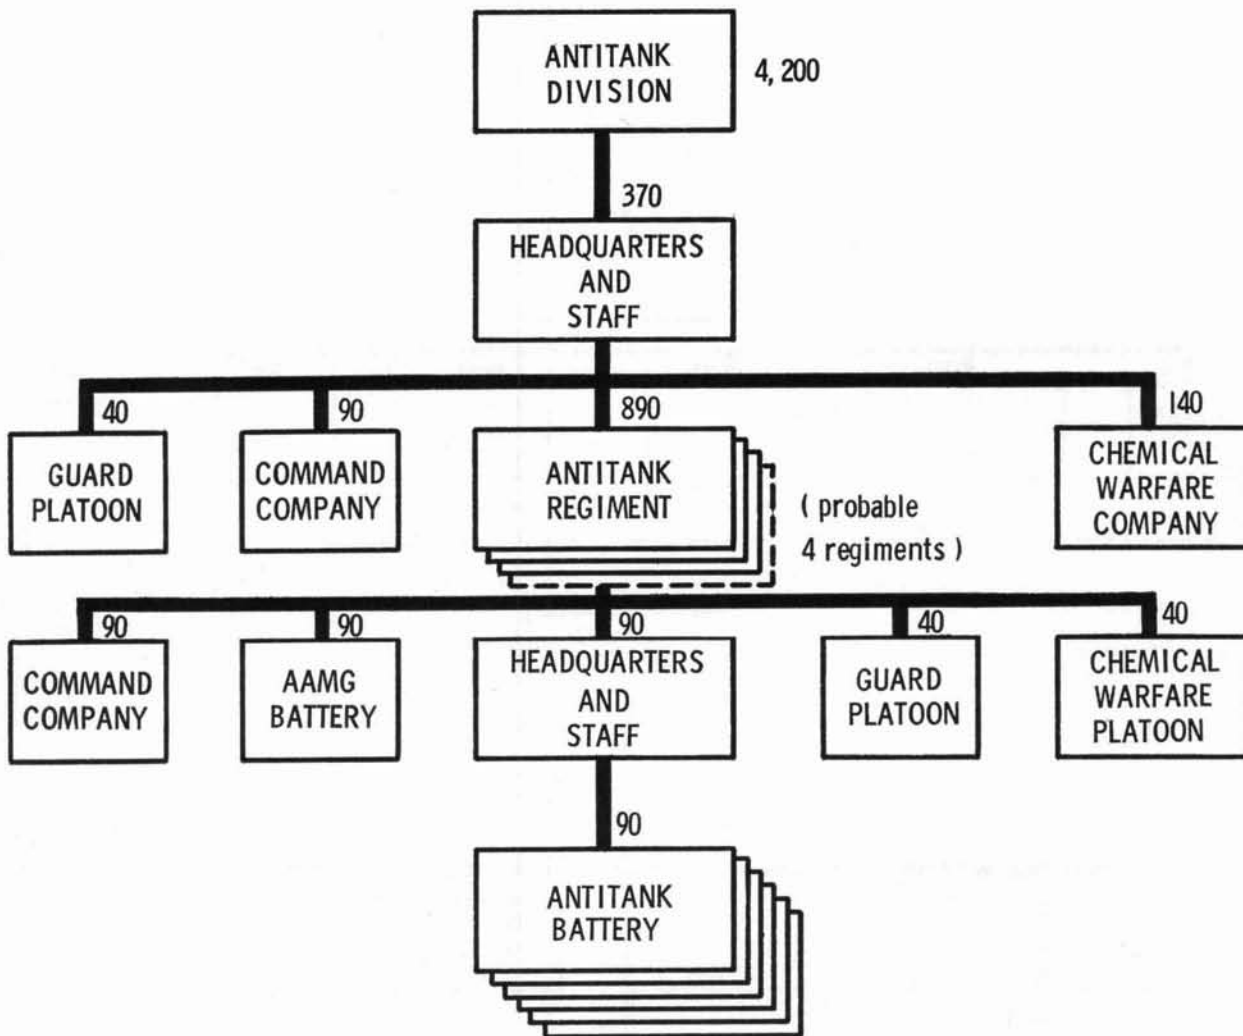 ANTITANK
DIVISION
4,200
370
HEADQUARTERS
AND
STAFF
40
90
890
140
GUARD
PLATOON
COMMAND
COMPANY
ANTITANK
REGIMENT
( probable
4 regiments )
CHEMICAL
WARFARE
COMPANY
90
90
90
40
40
COMMAND
COMPANY
AAMG
BATTERY
HEADQUARTERS
AND
STAFF
GUARD
PLATOON
CHEMICAL
WARFARE
PLATOON
90
ANTITANK
BATTERY